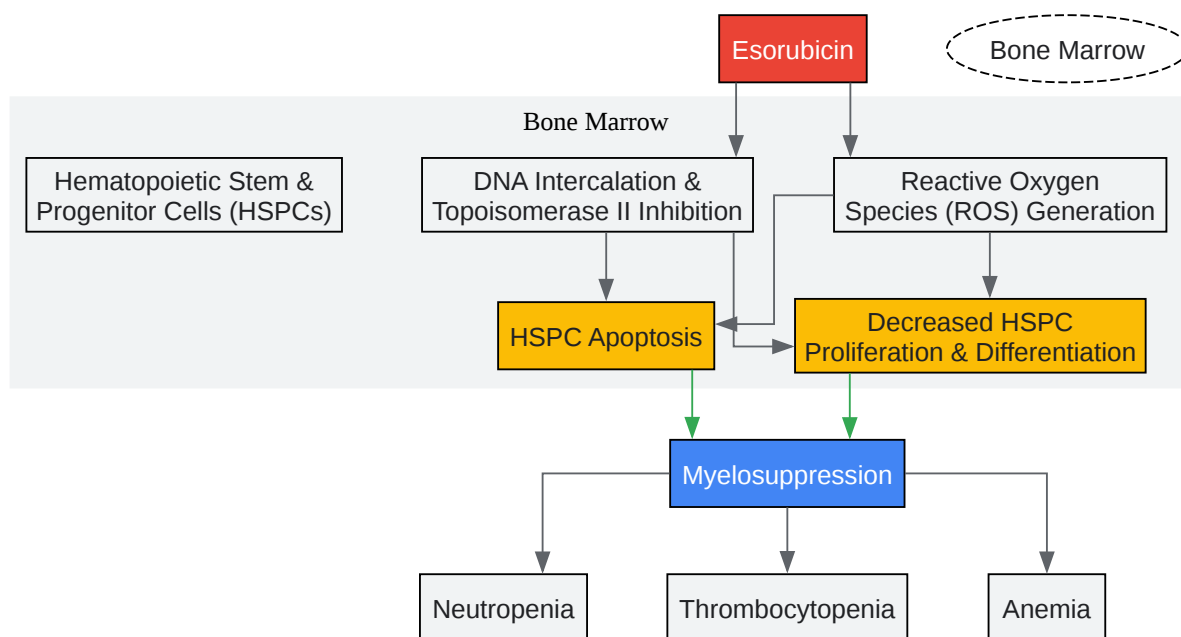 Esorubicin
Bone Marrow
Bone Marrow
Hematopoietic Stem &
Progenitor Cells (HSPCs)
DNA Intercalation &
Topoisomerase II Inhibition
Reactive Oxygen
Species (ROS) Generation
HSPC Apoptosis
Decreased HSPC
Proliferation & Differentiation
Myelosuppression
Neutropenia
Thrombocytopenia
Anemia